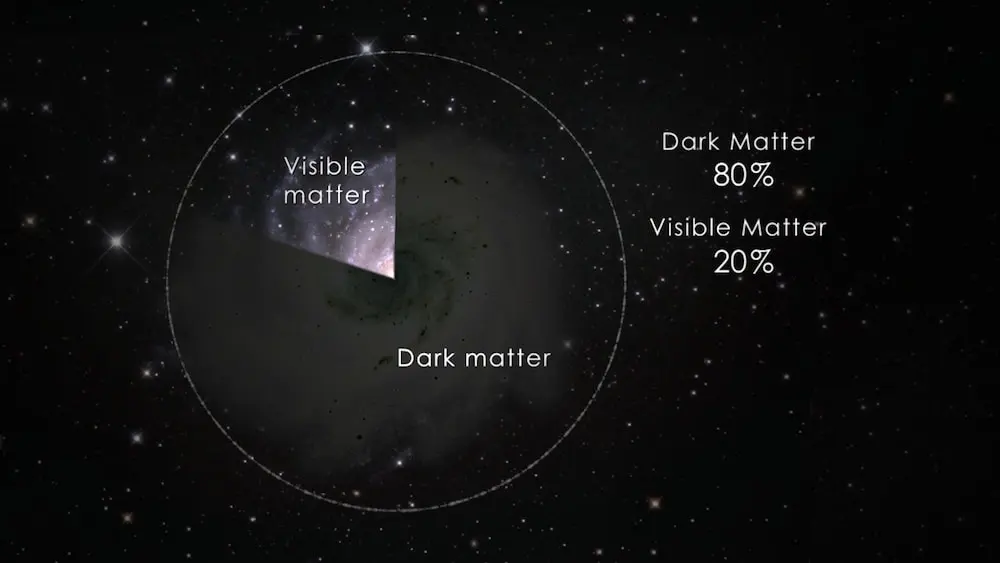 Visible
matter
Dark matter
Dark Matter
80%
Visible Matter
20%